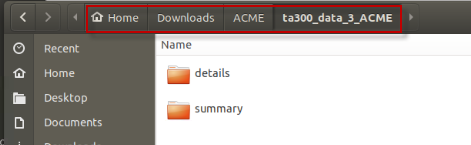 Home Downloads ACME ta300_data_3_ACME
Recent
Home
Desktop
Documents
Name
details
summary